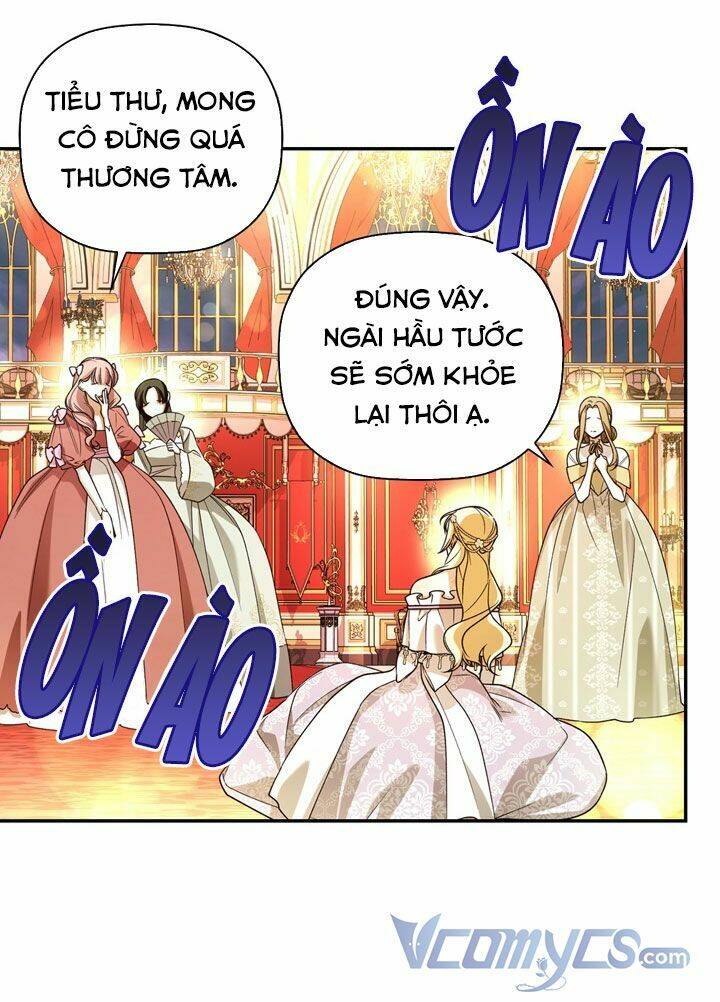 TIỂU THƯ, MONG
CÔ ĐỪNG QUÁ
THƯƠNG TÂM.
ỒN ÀO
ĐÚNG VẬY.
NGÀI HẦU TƯỚC
SẼ SỚM KHỎE
LẠI THÔI Ạ.
ỒN ÀO
Vcomycs.com